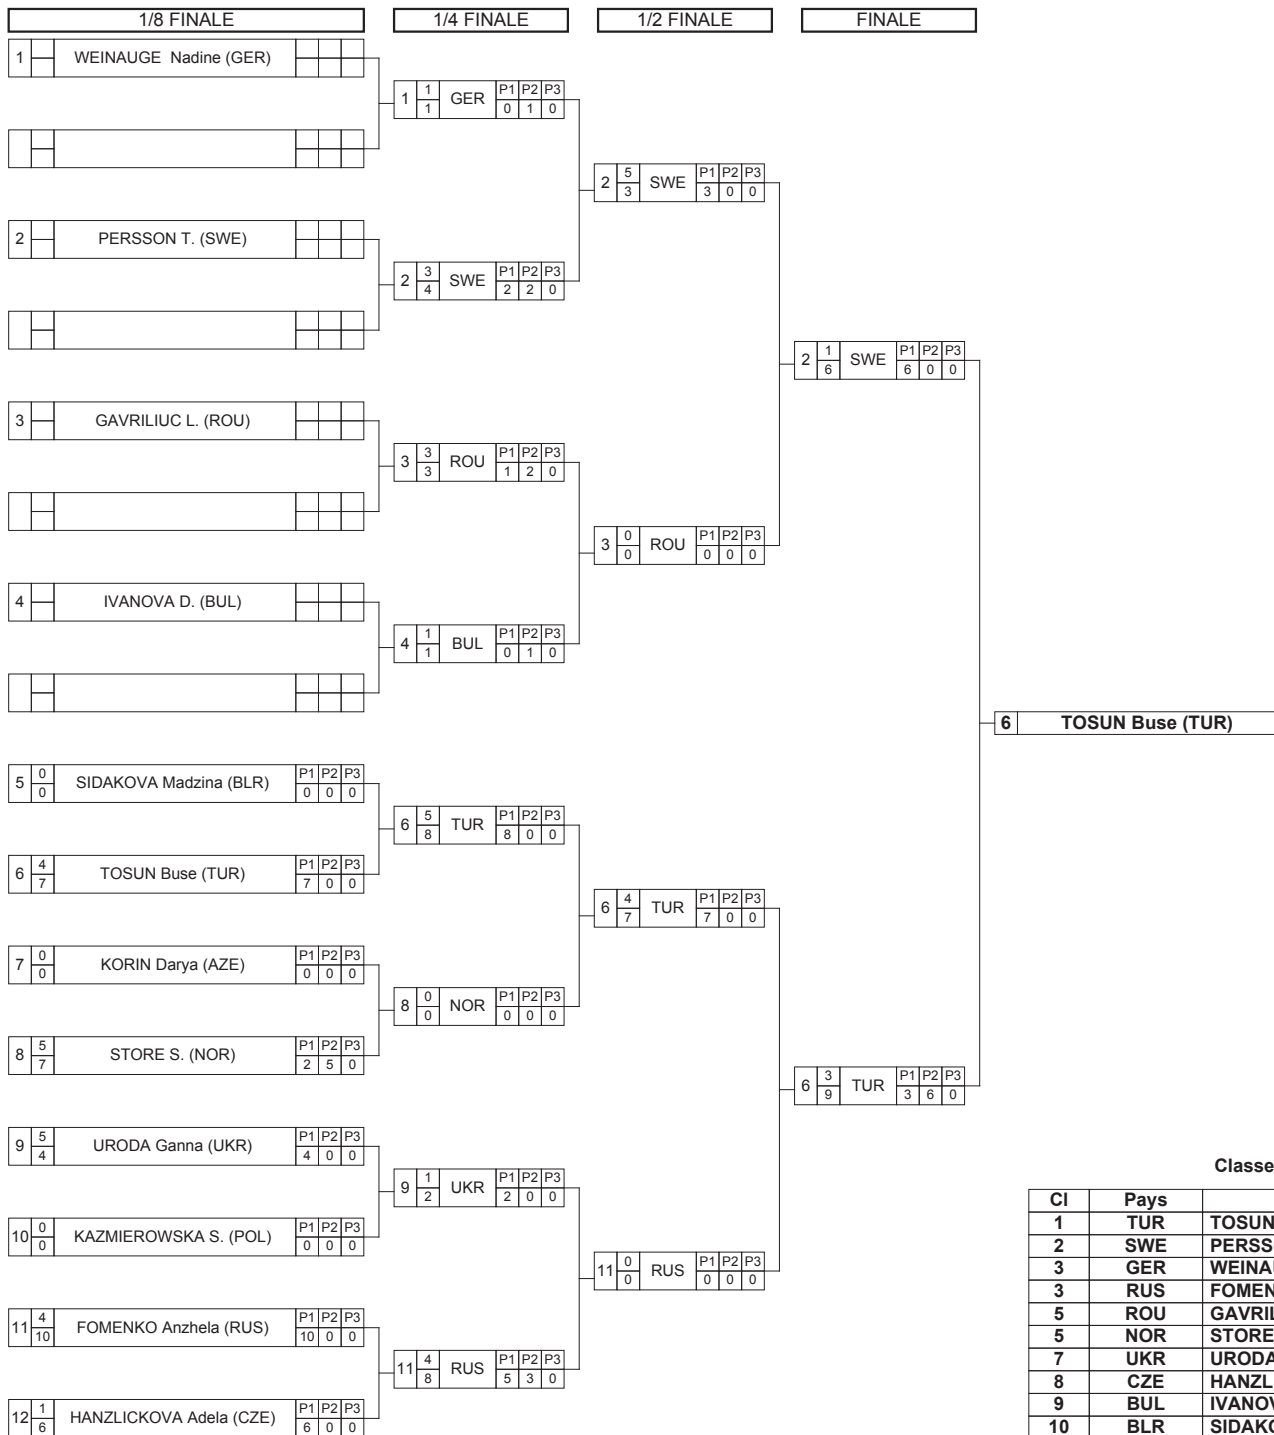 1/8 FINALE 1/4 FINALE 1/2 FINALE FINALE
1 WEINAUGE Nadine (GER)
1 1 GER P1 P2 P3
1 0 1 0
2 5 SWE P1 P2 P3
3 3 0 0
2 PERSSON T. (SWE)
2 3 SWE P1 P2 P3
4 2 2 0
2 1 SWE P1 P2 P3
6 6 0 0
3 GAVRILIUC L. (ROU)
3 3 ROU P1 P2 P3
3 1 2 0
3 0 ROU P1 P2 P3
0 0 0 0
4 IVANOVA D. (BUL)
4 1 BUL P1 P2 P3
1 0 1 0
6 TOSUN Buse (TUR)
5 0 SIDAKOVA Madzina (BLR) P1 P2 P3
0 0 0 0
6 5 TUR P1 P2 P3
8 8 0 0
6 4 TOSUN Buse (TUR) P1 P2 P3
7 7 0 0
6 4 TUR P1 P2 P3
7 7 0 0
7 0 KORIN Darya (AZE) P1 P2 P3
0 0 0 0
8 0 NOR P1 P2 P3
0 0 0 0
8 5 STORE S. (NOR) P1 P2 P3
7 2 5 0
6 3 TUR P1 P2 P3
9 3 6 0
9 5 URODA Ganna (UKR) P1 P2 P3
4 4 0 0
9 1 UKR P1 P2 P3
2 2 0 0
10 0 KAZMIEROWSKA S. (POL) P1 P2 P3
0 0 0 0
11 0 RUS P1 P2 P3
0 0 0 0
11 4 FOMENKO Anzhela (RUS) P1 P2 P3
10 10 0 0
11 4 RUS P1 P2 P3
8 5 3 0
12 1 HANZLICKOVA Adela (CZE) P1 P2 P3
6 6 0 0
Classe
Cl Pays
1 TUR TOSUN
2 SWE PERSS
3 GER WEINAU
3 RUS FOMEN
5 ROU GAVRIL
5 NOR STORE
7 UKR URODA
8 CZE HANZL
9 BUL IVANOV
10 BLR SIDAKO